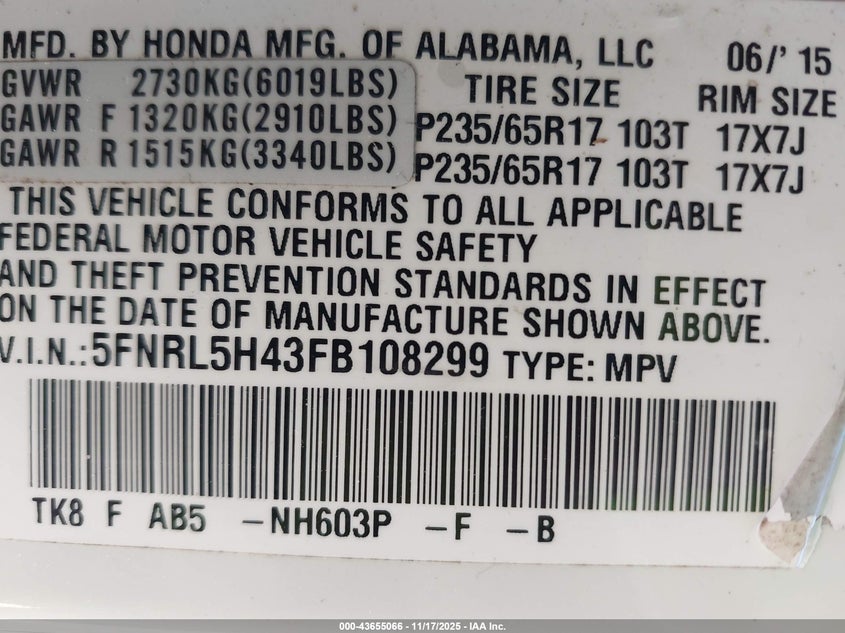 MFD. BY HONDA MFG. OF ALABAMA, LLC 06/' 15
GVWR 2730KG(6019LBS) TIRE SIZE RIM SIZE
GAWR F 1320KG(2910LBS) P235/65R17 103T 17X7J
GAWR R 1515KG(3340LBS) P235/65R17 103T 17X7J
THIS VEHICLE CONFORMS TO ALL APPLICABLE
FEDERAL MOTOR VEHICLE SAFETY
AND THEFT PREVENTION STANDARDS IN EFFECT
ON THE DATE OF MANUFACTURE SHOWN ABOVE.
V.I.N.:5FNRL5H43FB108299 TYPE: MPV
TK8 F AB5 -NH603P -F -B
000-43655066 - 11/17/2025 - IAA Inc.